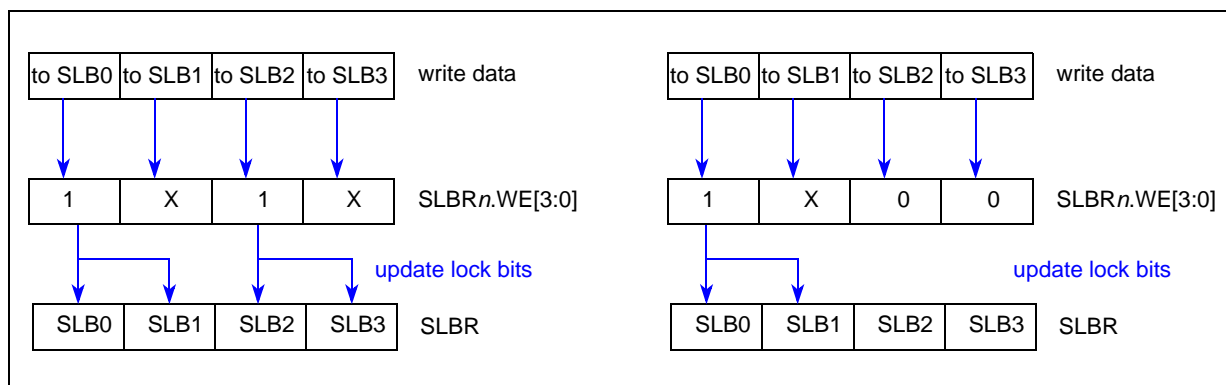 to SLB0 to SLB1 to SLB2 to SLB3 write data
1 X 1 X SLBRn.WE[3:0]
update lock bits
SLB0 SLB1 SLB2 SLB3 SLBR
to SLB0 to SLB1 to SLB2 to SLB3 write data
1 X 0 0 SLBRn.WE[3:0]
update lock bits
SLB0 SLB1 SLB2 SLB3 SLBR